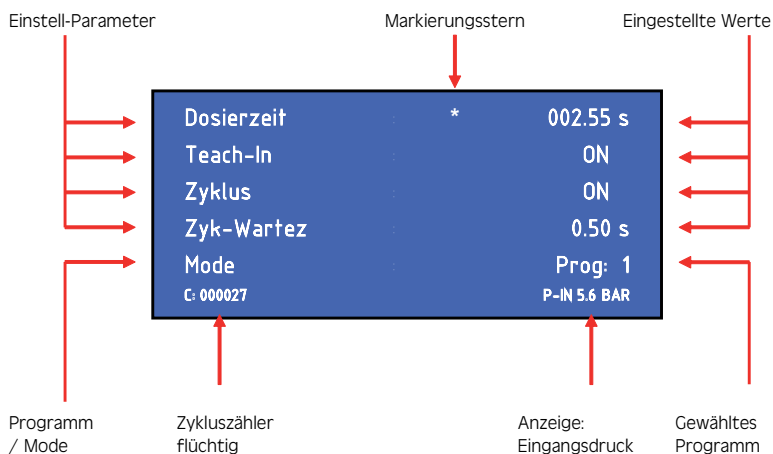 Einstell-Parameter Markierungsstern Eingestellte Werte
Dosierzeit : * 002.55 s
Teach-In : ON
Zyklus : ON
Zyk-Wartez : 0.50 s
Mode : Prog: 1
C: 000027 P-IN 5.6 BAR
Programm Zykluszähler Anzeige: Gewähltes
/ Mode flüchtig Eingangsdruck Programm